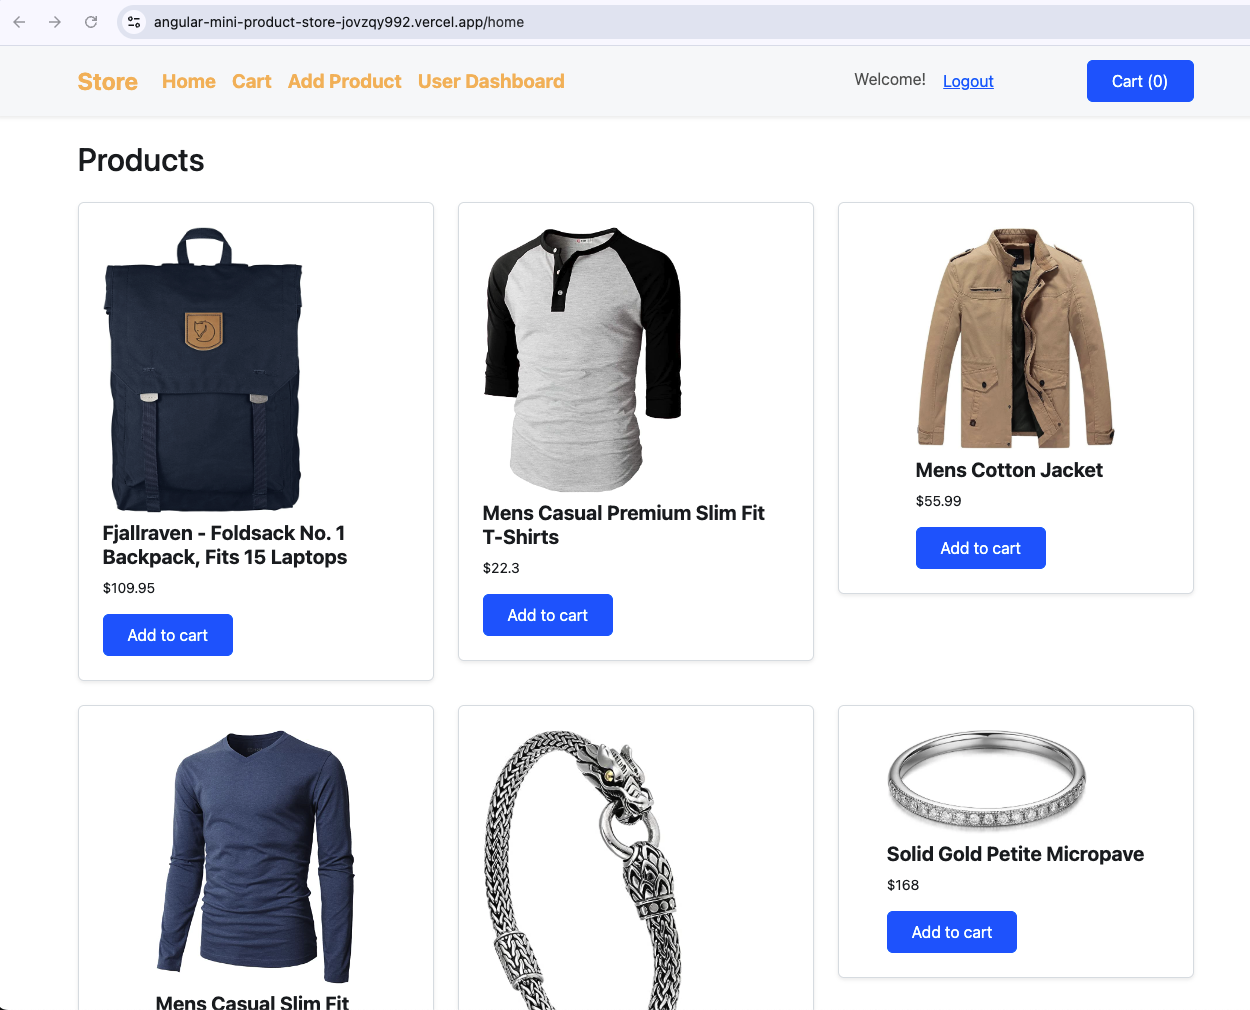 angular-mini-product-store-jovzqy992.vercel.app/home
Store Home Cart Add Product User Dashboard Welcome! Logout Cart (0)
Products
Fjallraven - Foldsack No. 1
Backpack, Fits 15 Laptops
$109.95
Add to cart
Mens Casual Premium Slim Fit
T-Shirts
$22.3
Add to cart
Mens Cotton Jacket
$55.99
Add to cart
Mens Casual Slim Fit
Solid Gold Petite Micropave
$168
Add to cart